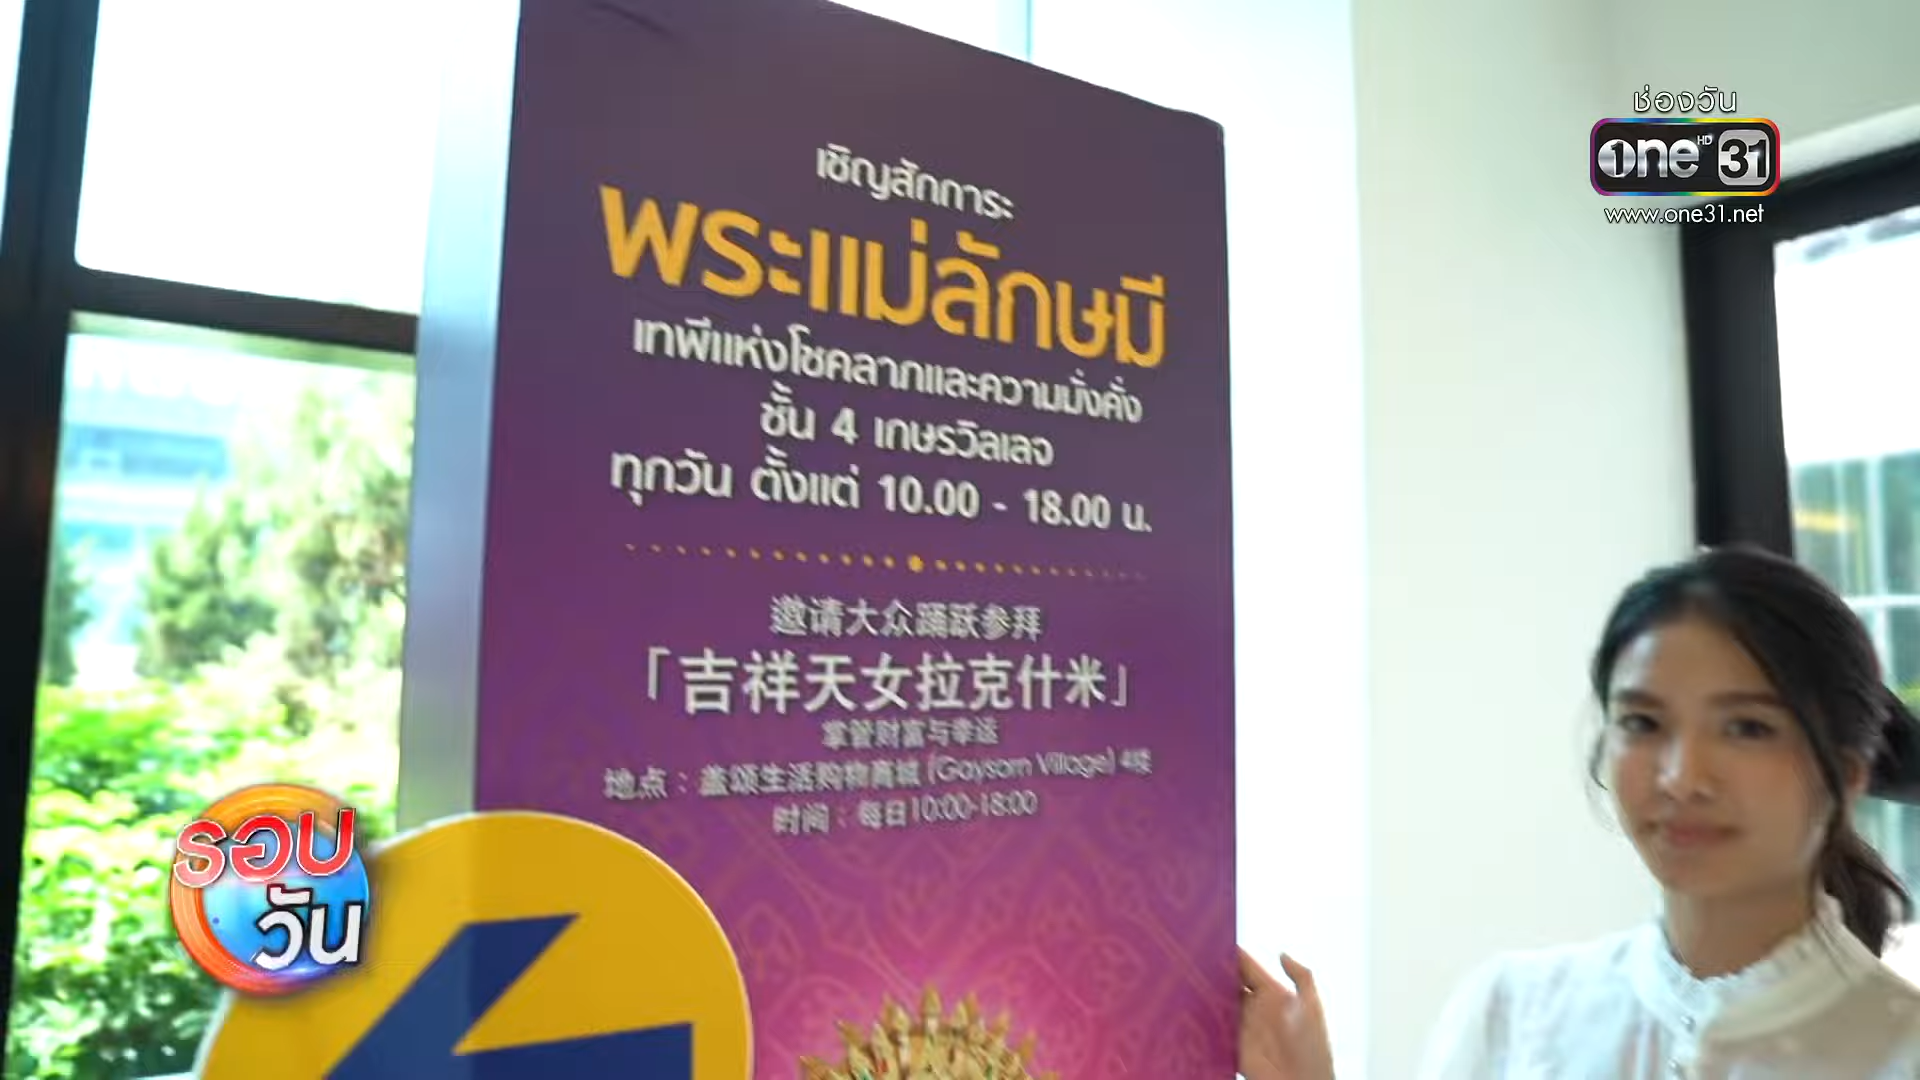 ช่องวัน
one HD 31
www.one31.net
เชิญสักการะ
พระแม่ลักษมี
เทพีแห่งโชคลาภและความมั่งคั่ง
ชั้น 4 เกษรวิลเลจ
ทุกวัน ตั้งแต่ 10.00 - 18.00 น.
邀请大众踊跃参拜
「吉祥天女拉克什米」
掌管财富与幸运
地点：盖颂生活购物商城 (Gaysorn Village) 4楼
时间：每日10:00-18:00
รอบ
วัน